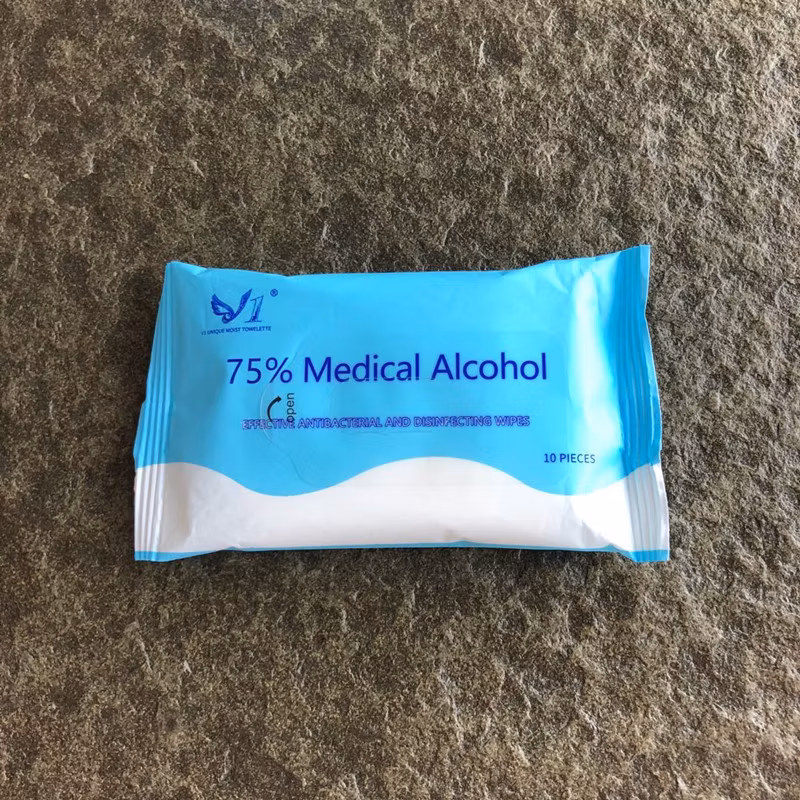 V1®
V1 UNIQUE MOIST TOWELETTE
75% Medical Alcohol
open
EFFECTIVE ANTIBACTERIAL AND DISINFECTING WIPES
10 PIECES